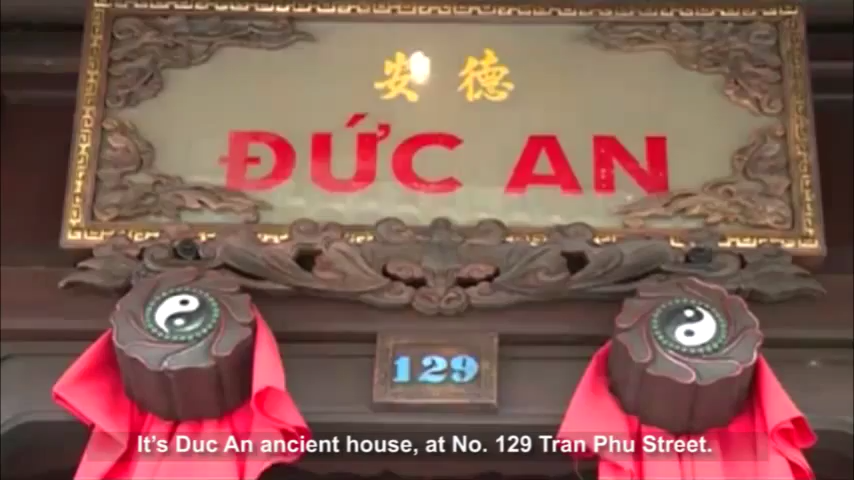 安 德
ĐỨC AN
129
It's Duc An ancient house, at No. 129 Tran Phu Street.